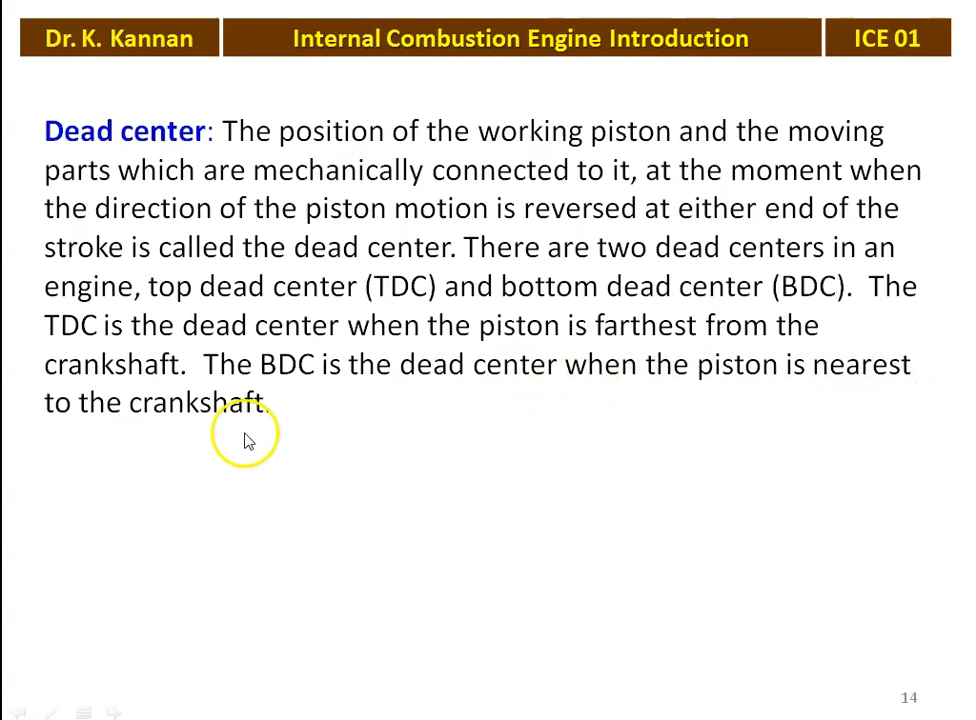 Dr. K. Kannan
Internal Combustion Engine Introduction
ICE 01
Dead center: The position of the working piston and the moving
parts which are mechanically connected to it, at the moment when
the direction of the piston motion is reversed at either end of the
stroke is called the dead center. There are two dead centers in an
engine, top dead center (TDC) and bottom dead center (BDC).  The
TDC is the dead center when the piston is farthest from the
crankshaft.  The BDC is the dead center when the piston is nearest
to the crankshaft.
14